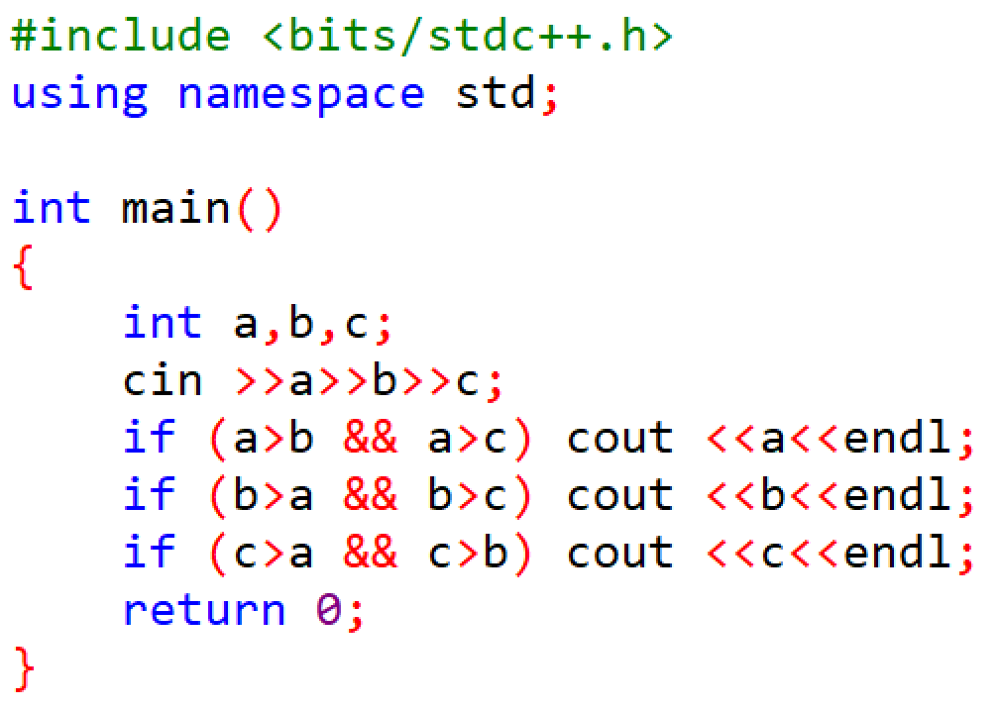 #include <bits/stdc++.h>
using namespace std;

int main()
{
    int a,b,c;
    cin >>a>>b>>c;
    if (a>b && a>c) cout <<a<<endl;
    if (b>a && b>c) cout <<b<<endl;
    if (c>a && c>b) cout <<c<<endl;
    return 0;
}